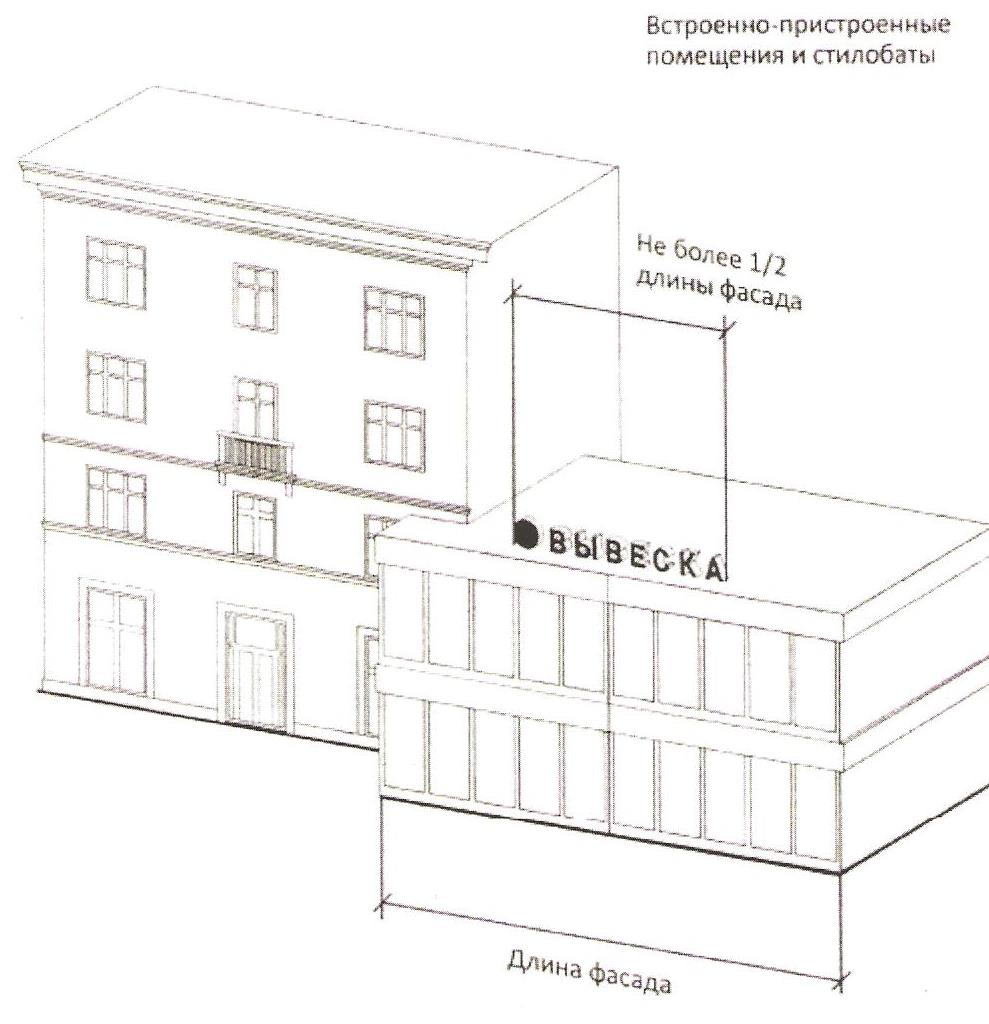 Встроенно-пристроенные
помещения и стилобаты
Не более 1/2
длины фасада
ВЫВЕСКА
Длина фасада